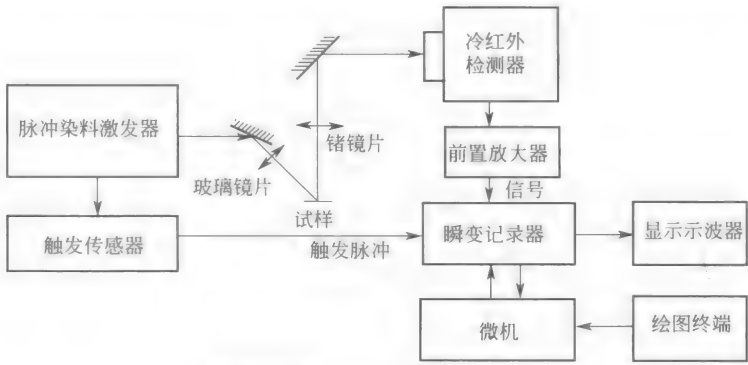 冷红外
检测器
脉冲染料激发器
锗镜片
前置放大器
玻璃镜片
信号
试样
触发传感器
触发脉冲
瞬变记录器
显示示波器
微机
绘图终端